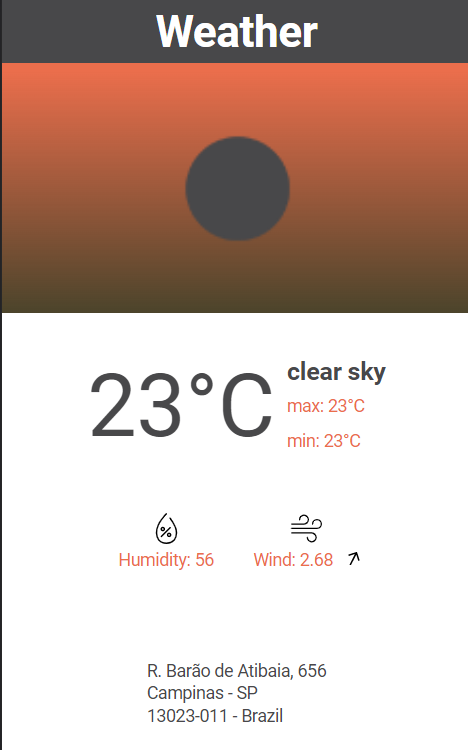 Weather
23°C
clear sky
max: 23°C
min: 23°C
%
Humidity: 56
Wind: 2.68
R. Barão de Atibaia, 656
Campinas - SP
13023-011 - Brazil